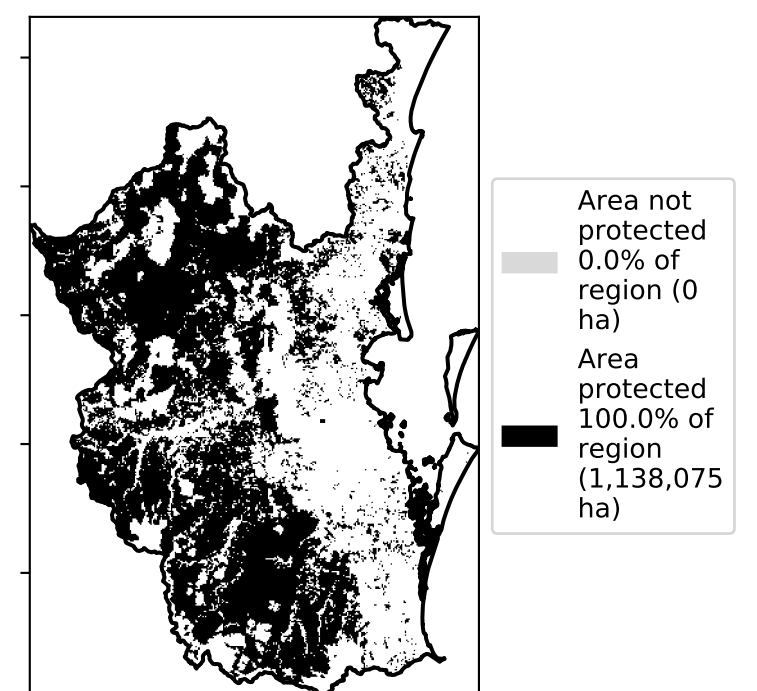 Area not
protected
0.0% of
region (0
ha)
Area
protected
100.0% of
region
(1,138,075
ha)